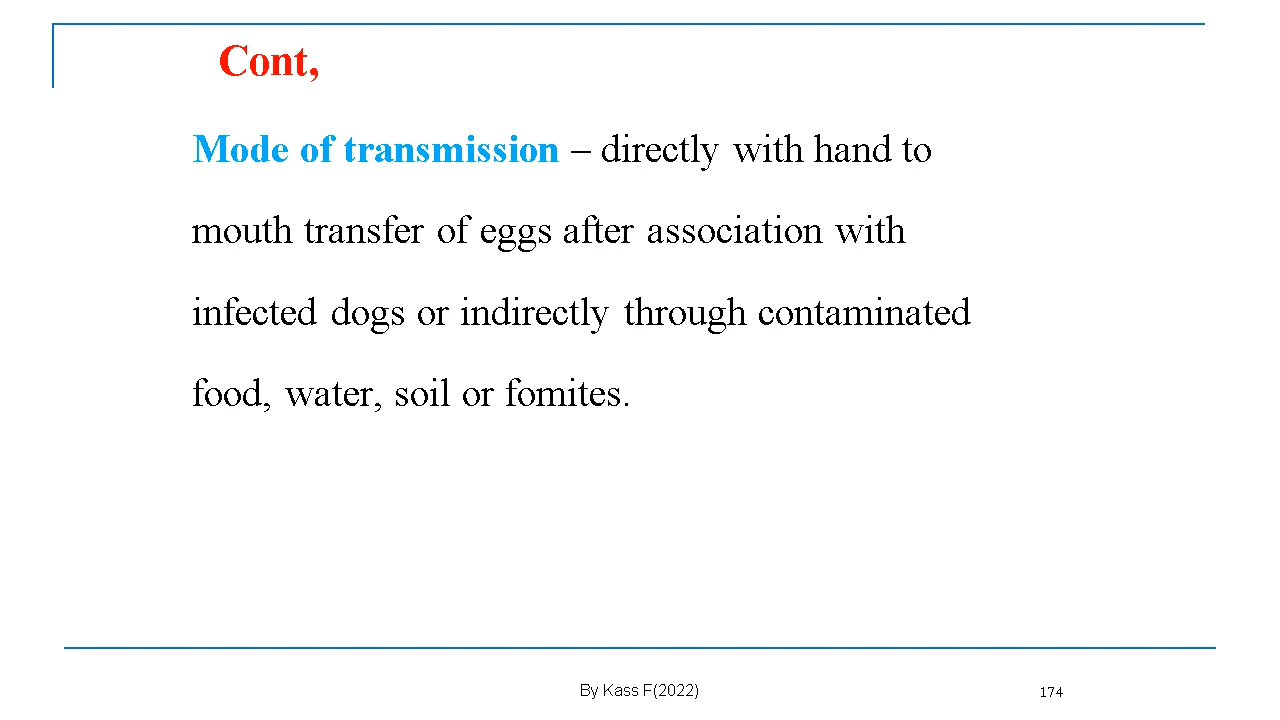 Cont,
Mode of transmission – directly with hand to
mouth transfer of eggs after association with
infected dogs or indirectly through contaminated
food, water, soil or fomites.
By Kass F(2022)
174